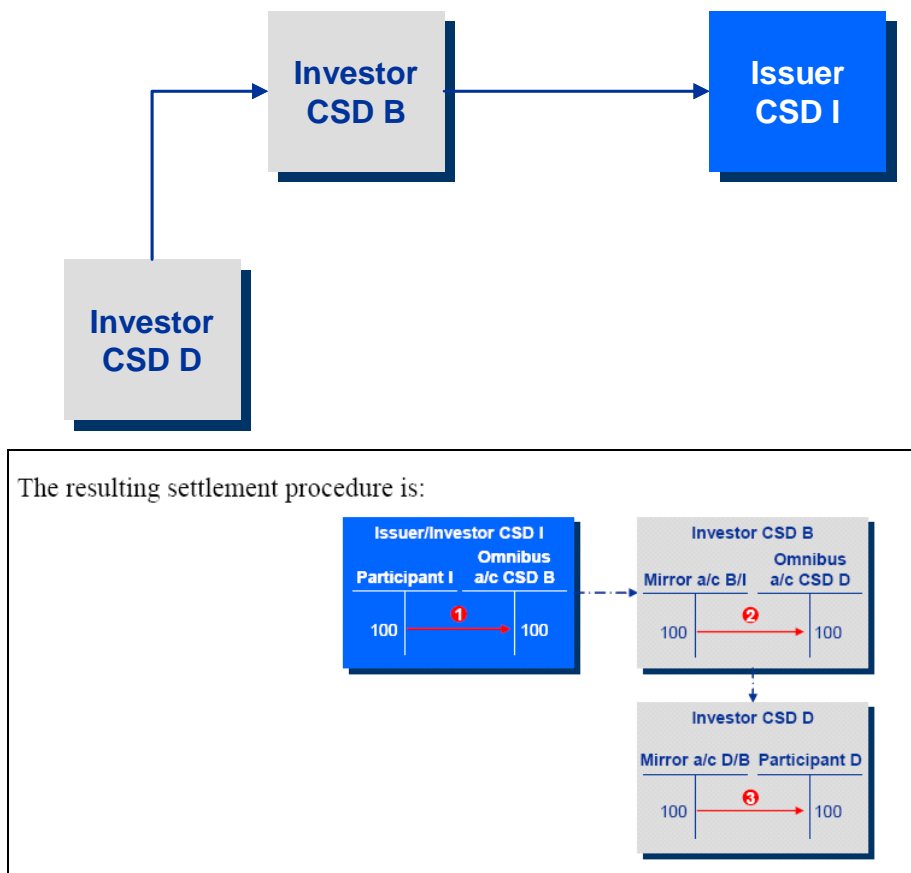 Investor
CSD B
Issuer
CSD I
Investor
CSD D
The resulting settlement procedure is:
Issuer/Investor CSD I
Participant I
Omnibus
a/c CSD B
100
1
100
Investor CSD B
Mirror a/c B/I
Omnibus
a/c CSD D
100
2
100
Investor CSD D
Mirror a/c D/B
Participant D
100
3
100